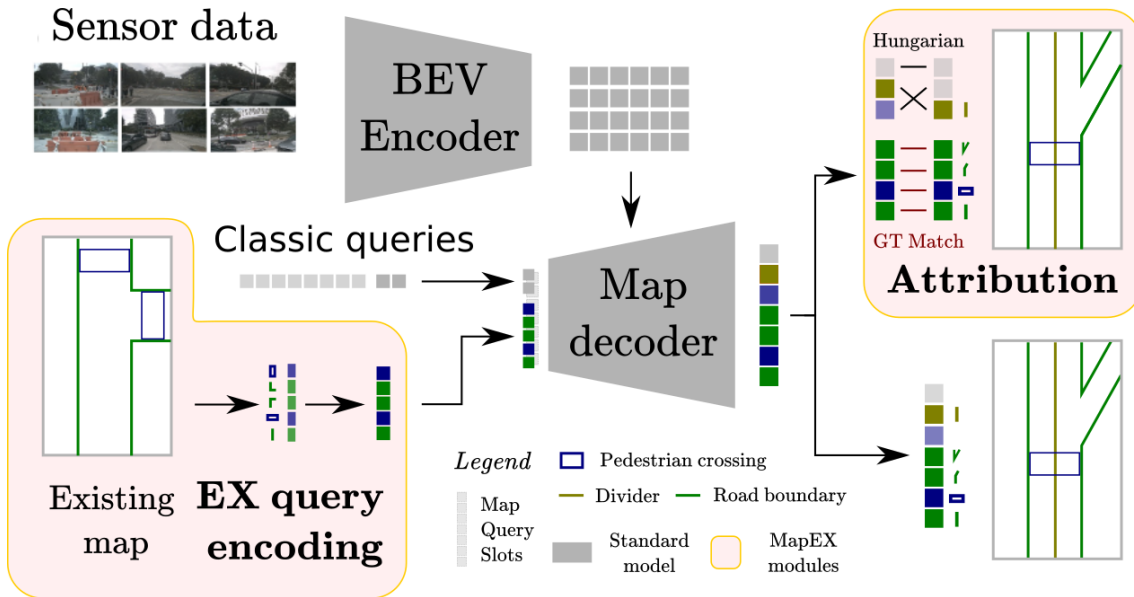 Sensor data
BEV
Encoder
Hungarian
GT Match
Attribution
Classic queries
Map
decoder
Existing
map
EX query
encoding
Legend
Pedestrian crossing
Divider
Road boundary
Map
Query
Slots
Standard
model
MapEX
modules